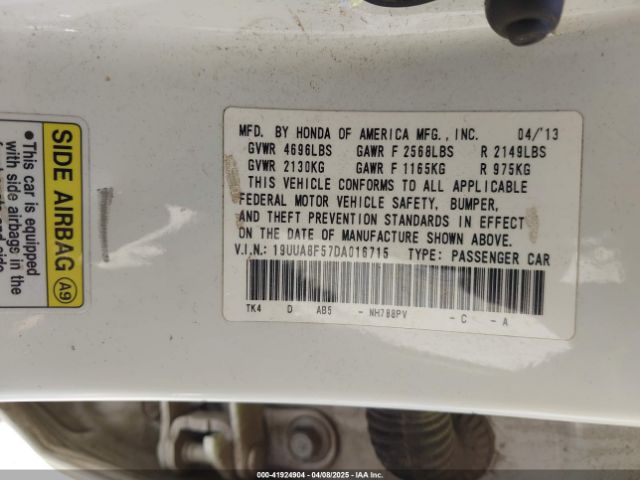 SIDE AIRBAG A9
●This car is equipped
with side airbags in the
MFD. BY HONDA OF AMERICA MFG., INC. 04/'13
GVWR 4696LBS GAWR F 2568LBS R 2149LBS
GVWR 2130KG GAWR F 1165KG R 975KG
THIS VEHICLE CONFORMS TO ALL APPLICABLE
FEDERAL MOTOR VEHICLE SAFETY, BUMPER,
AND THEFT PREVENTION STANDARDS IN EFFECT
ON THE DATE OF MANUFACTURE SHOWN ABOVE.
V.I.N.: 19UUA8F57DA016715 TYPE: PASSENGER CAR
TK4 D AB5 - NH788PV - C - A
000-41924904 - 04/08/2025 - IAA Inc.